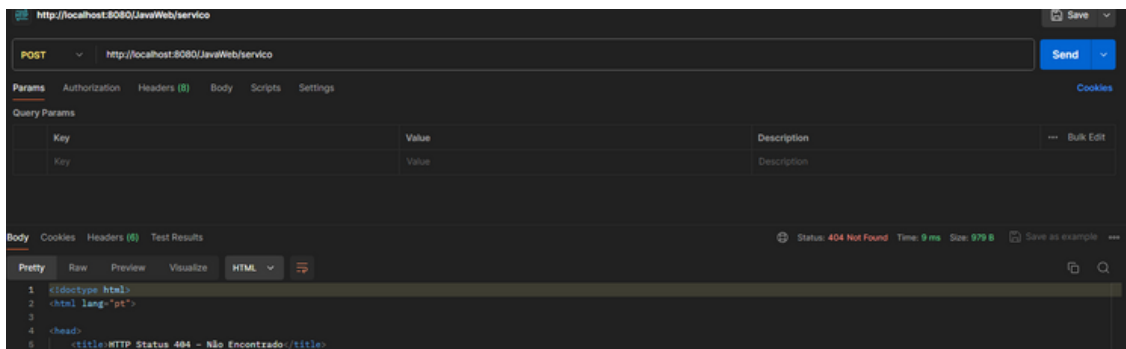 http://localhost:8080/JavaWeb/servico Save
POST http://localhost:8080/JavaWeb/servico Send
Params Authorization Headers (8) Body Scripts Settings Cookies
Query Params
Key Value Description ••• Bulk Edit
Key Value Description
Body Cookies Headers (6) Test Results Status: 404 Not Found Time: 9 ms Size: 979 B Save as example •••
Pretty Raw Preview Visualize HTML
1 <!doctype html>
2 <html lang="pt">
3
4 <head>
5 <title>HTTP Status 404 – Não Encontrado</title>